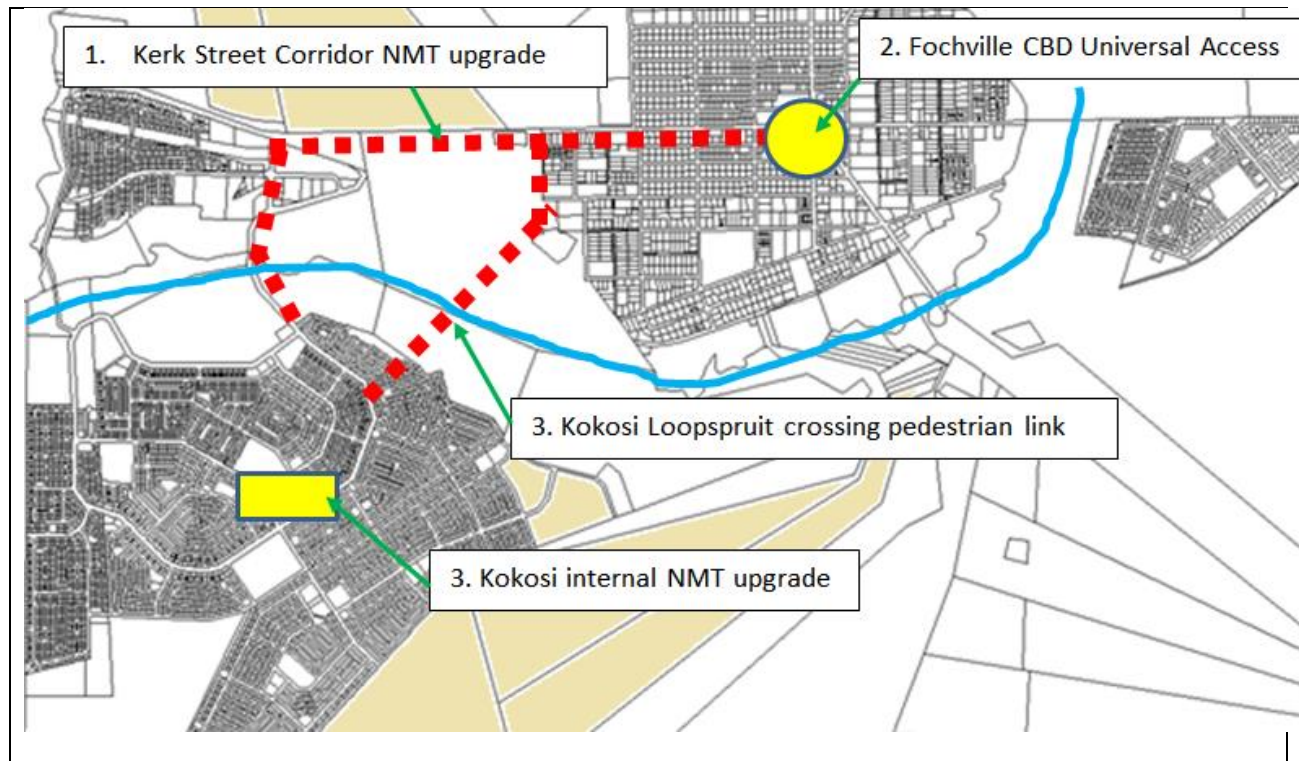 1. Kerk Street Corridor NMT upgrade
2. Fochville CBD Universal Access
3. Kokosi Loopspruit crossing pedestrian link
3. Kokosi internal NMT upgrade